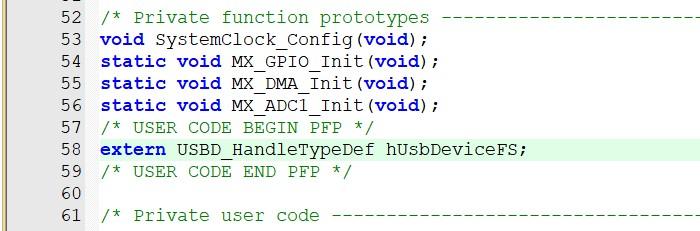 52 /* Private function prototypes -----------------------
53 void SystemClock_Config(void);
54 static void MX_GPIO_Init(void);
55 static void MX_DMA_Init(void);
56 static void MX_ADC1_Init(void);
57 /* USER CODE BEGIN PFP */
58 extern USBD_HandleTypeDef hUsbDeviceFS;
59 /* USER CODE END PFP */
60
61 /* Private user code ---------------------------------